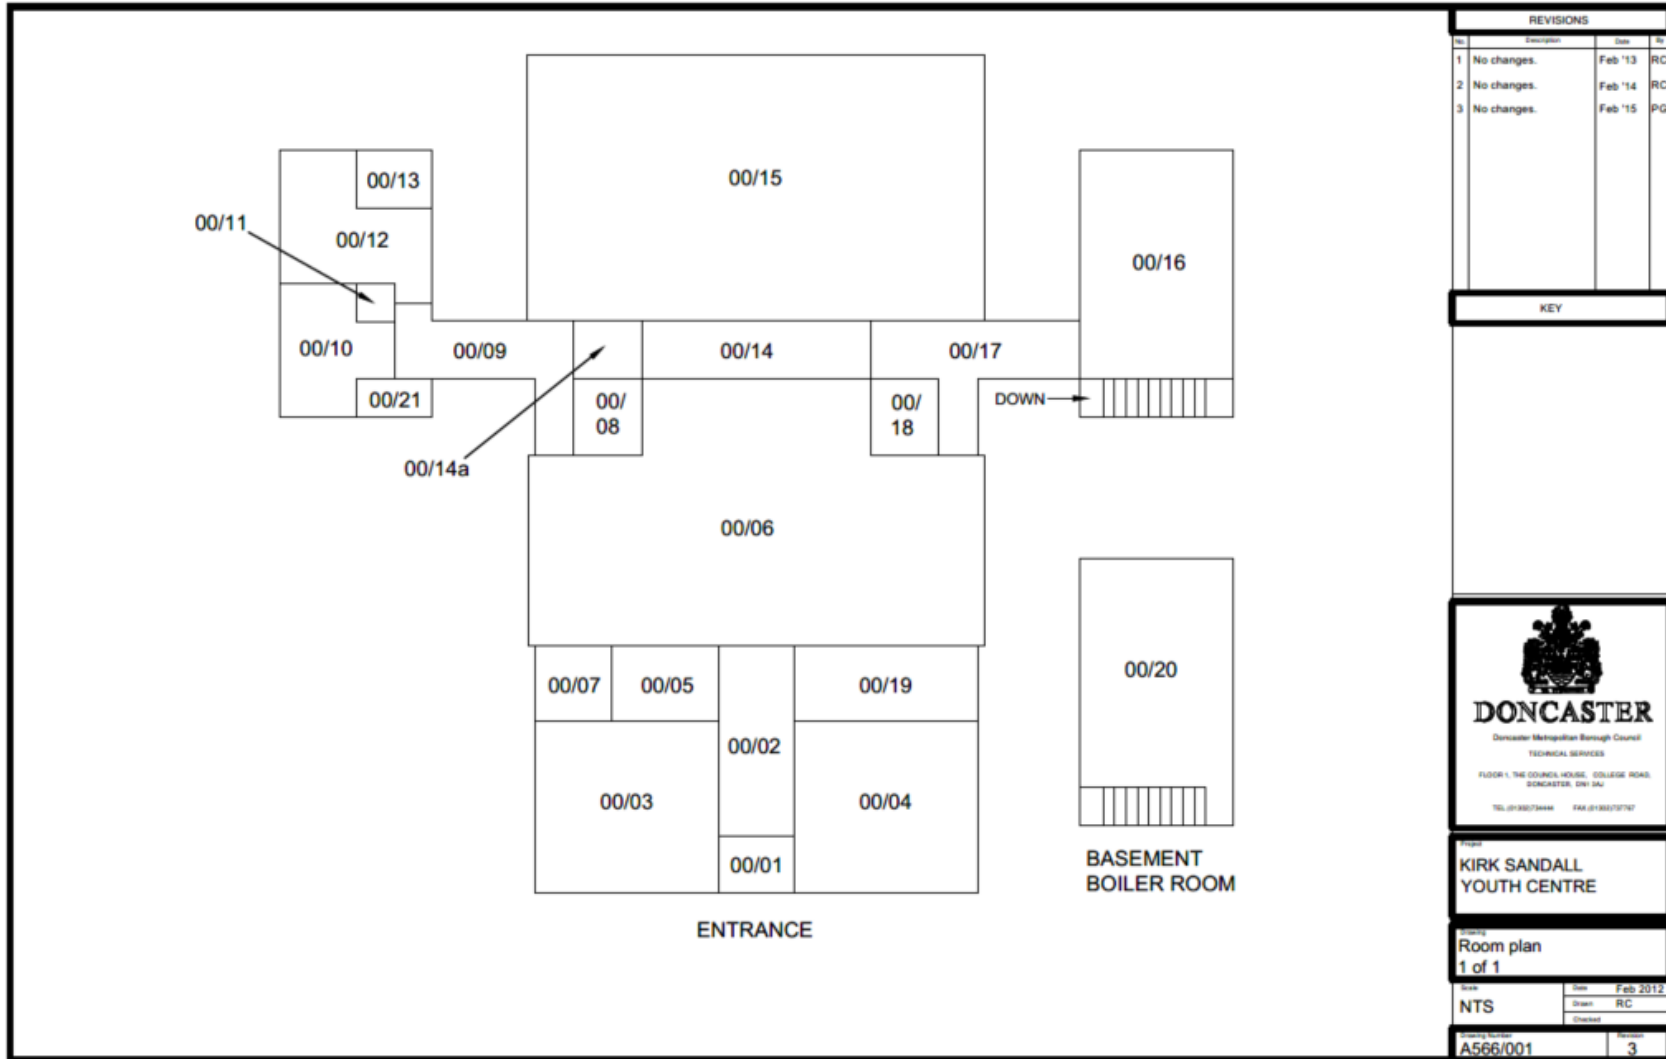 00/15
00/13
00/11
00/12
00/16
00/10
00/09
00/14
00/17
00/21
00/
08
00/
18
DOWN
00/14a
00/06
00/07
00/05
00/19
00/20
00/02
00/03
00/04
00/01
BASEMENT
BOILER ROOM
ENTRANCE
REVISIONS
No. Description Date By
1 No changes. Feb '13 RC
2 No changes. Feb '14 RC
3 No changes. Feb '15 PG
KEY
DONCASTER
Doncaster Metropolitan Borough Council
TECHNICAL SERVICES
FLOOR 1, THE COUNCIL HOUSE, COLLEGE ROAD,
DONCASTER, DN1 3AJ
TEL.(01302)734444 FAX.(01302)737767
Project
KIRK SANDALL
YOUTH CENTRE
Drawing
Room plan
1 of 1
Scale
NTS
Date Feb 2012
Drawn RC
Checked
Drawing Number
A566/001
Revision
3